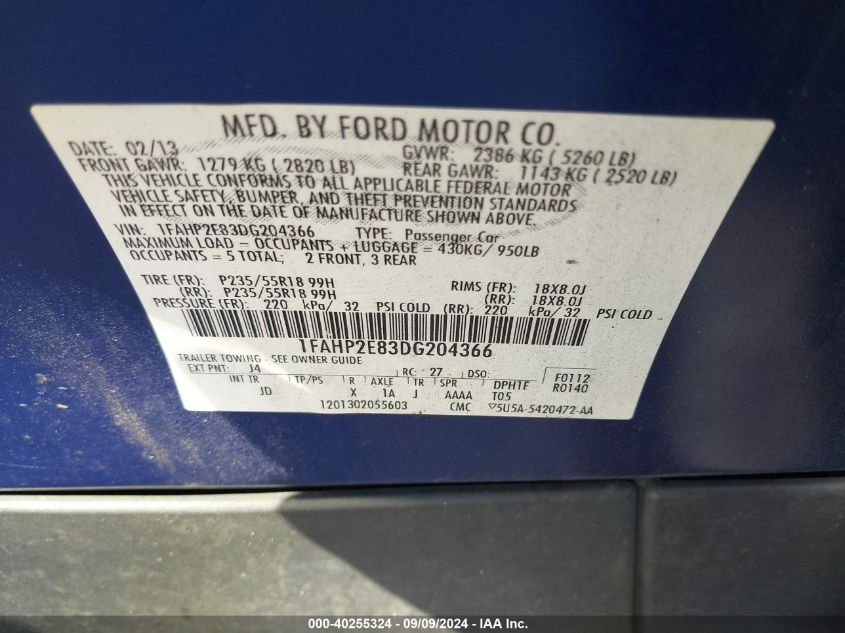 MFD. BY FORD MOTOR CO.
DATE: 02/13 GVWR: 2386 KG ( 5260 LB)
FRONT GAWR: 1279 KG ( 2820 LB) REAR GAWR: 1143 KG ( 2520 LB)
THIS VEHICLE CONFORMS TO ALL APPLICABLE FEDERAL MOTOR
VEHICLE SAFETY, BUMPER, AND THEFT PREVENTION STANDARDS
IN EFFECT ON THE DATE OF MANUFACTURE SHOWN ABOVE.
VIN: 1FAHP2E83DG204366 TYPE: Passenger Car
MAXIMUM LOAD = OCCUPANTS + LUGGAGE = 430KG/ 950LB
OCCUPANTS = 5 TOTAL; 2 FRONT, 3 REAR
TIRE (FR): P235/55R18 99H RIMS (FR): 18X8.0J
(RR): P235/55R18 99H (RR): 18X8.0J
PRESSURE (FR): 220 kPa/ 32 PSI COLD (RR): 220 kPa/ 32 PSI COLD
1FAHP2E83DG204366
TRAILER TOWING - SEE OWNER GUIDE
EXT PNT: J4 RC: 27 DSO: F0112
INT TR TP/PS R AXLE TR SPR DPHTF R0140
JD X 1A J AAAA T05
1201302055603 CMC ▽5U5A-5420472-AA
000-40255324 - 09/09/2024 - IAA Inc.